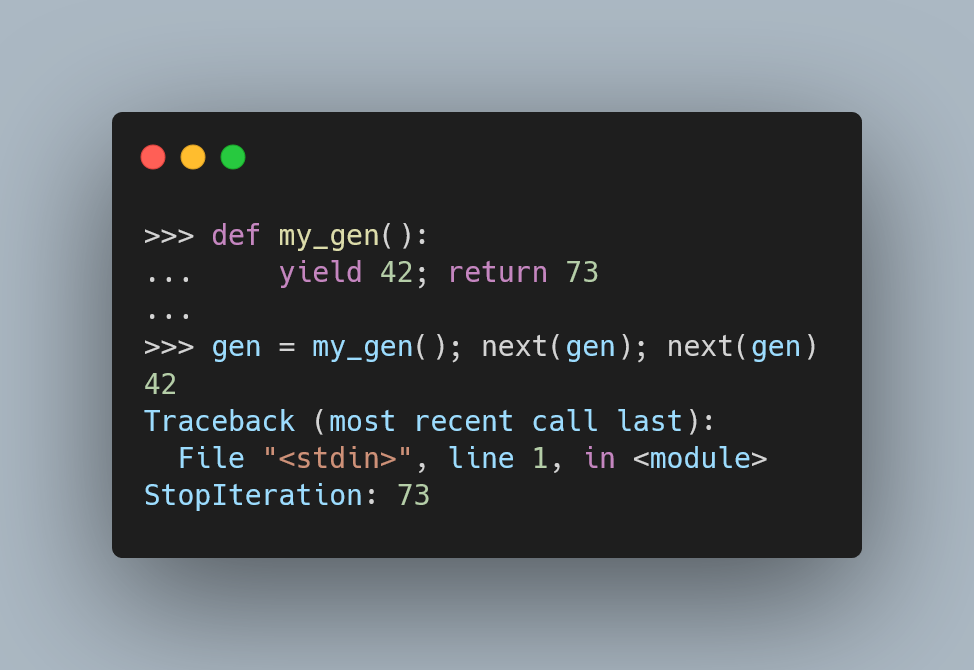 >>> def my_gen():
...     yield 42; return 73
...
>>> gen = my_gen(); next(gen); next(gen)
42
Traceback (most recent call last):
  File "<stdin>", line 1, in <module>
StopIteration: 73